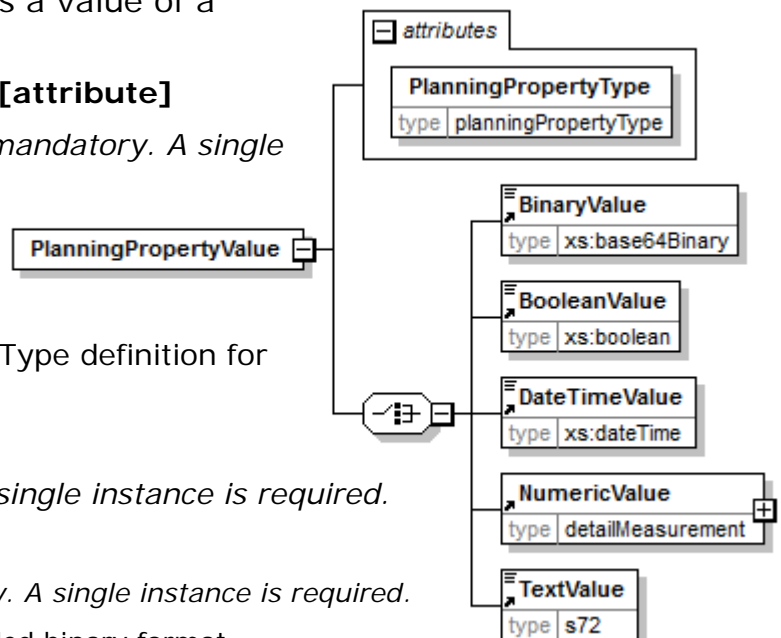 s a value of a
[attribute]
mandatory. A single
Type definition for
single instance is required.
y. A single instance is required.
ed binary format
attributes
PlanningPropertyType
type planningPropertyType
PlanningPropertyValue
BinaryValue
type xs:base64Binary
BooleanValue
type xs:boolean
DateTimeValue
type xs:dateTime
NumericValue
type detailMeasurement
TextValue
type s72